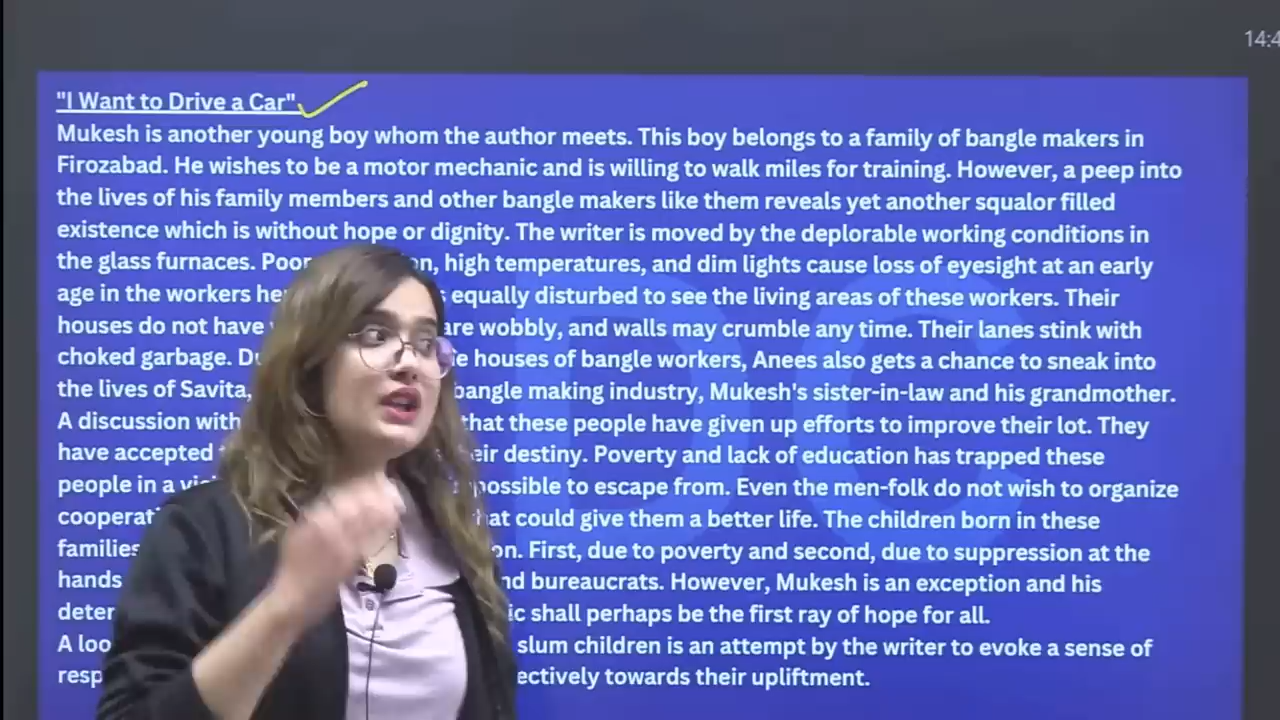 14:4
"I Want to Drive a Car"
Mukesh is another young boy whom the author meets. This boy belongs to a family of bangle makers in
Firozabad. He wishes to be a motor mechanic and is willing to walk miles for training. However, a peep into
the lives of his family members and other bangle makers like them reveals yet another squalor filled
existence which is without hope or dignity. The writer is moved by the deplorable working conditions in
the glass furnaces. Poor high temperatures, and dim lights cause loss of eyesight at an early
age in the workers equally disturbed to see the living areas of these workers. Their
houses do not have are wobbly, and walls may crumble any time. Their lanes stink with
choked garbage. houses of bangle workers, Anees also gets a chance to sneak into
the lives of Savita, bangle making industry, Mukesh's sister-in-law and his grandmother.
A discussion with that these people have given up efforts to improve their lot. They
have accepted destiny. Poverty and lack of education has trapped these
people in a possible to escape from. Even the men-folk do not wish to organize
that could give them a better life. The children born in these
families on. First, due to poverty and second, due to suppression at the
hands bureaucrats. However, Mukesh is an exception and his
shall perhaps be the first ray of hope for all.
A slum children is an attempt by the writer to evoke a sense of
towards their upliftment.